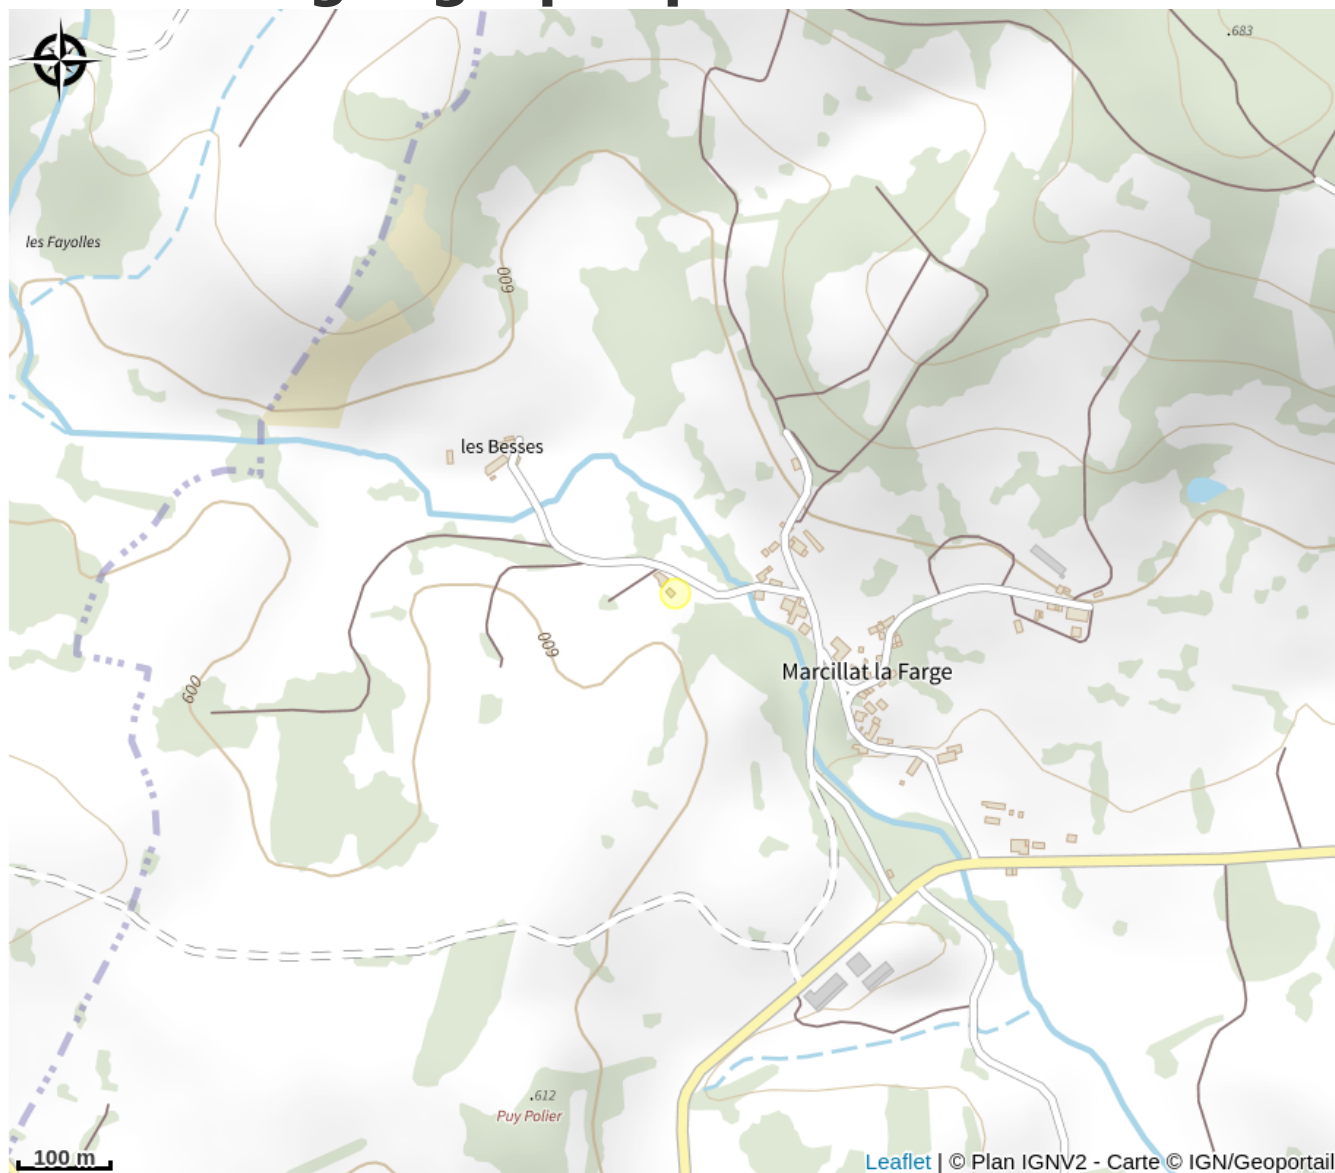 683
les Fayolles
600
les Besses
600
Marcillat la Farge
600
612
Puy Polier
100 m
Leaflet | © Plan IGNV2 - Carte © IGN/Geoportail